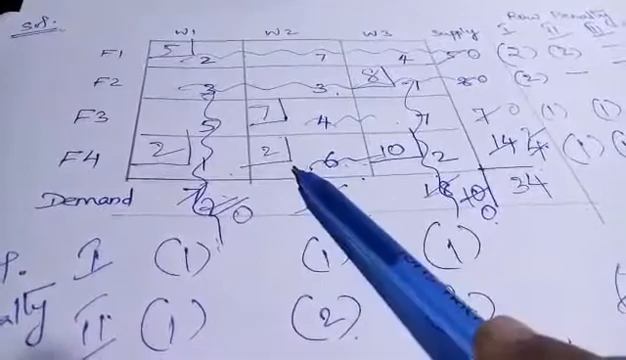 Sol:
W1 W2 W3 Supply Row Penalty
I II III
F1 5 2 7 4 5 0 (2) (2)
F2 3 3 8 1 8 0 (2) —
F3 5 7 4 7 7 0 (1) (1)
F4 2 1 2 6 10 2 14 4 (1) (1)
Demand 7 2 0 18 10 0 34
P. I (1) (1) (1)
alty II (1) (2)